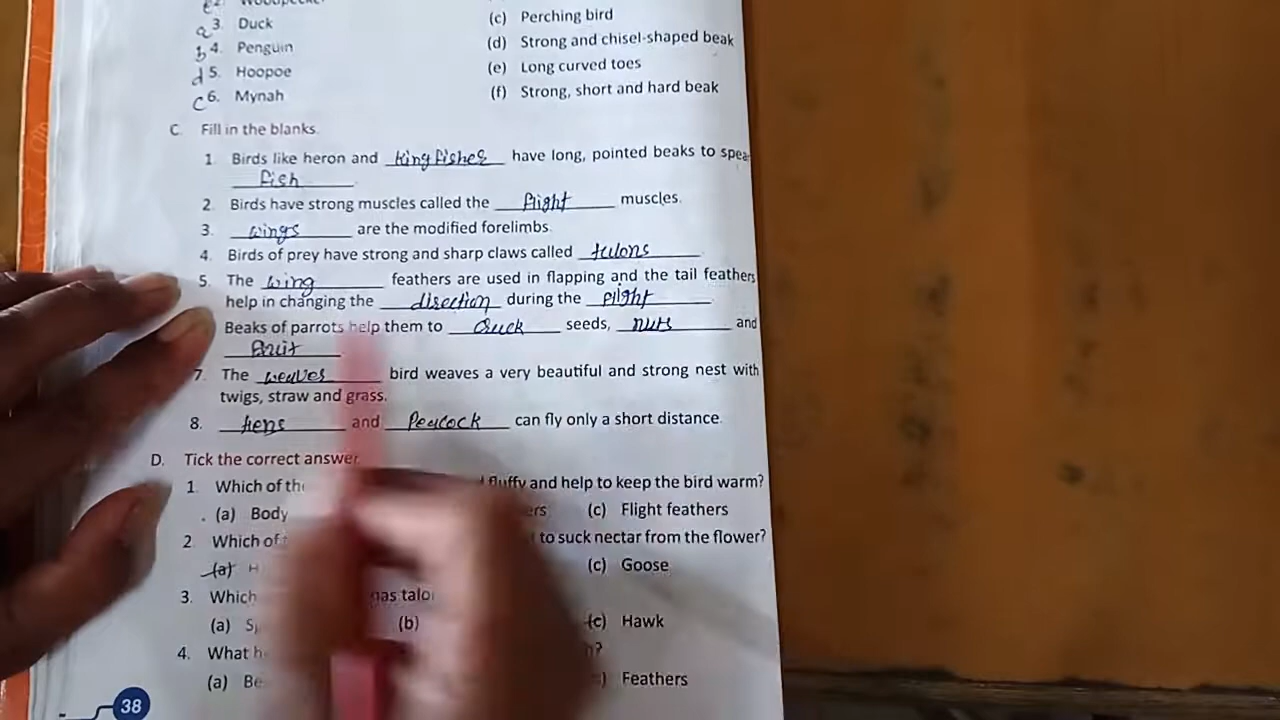 a 3. Duck (c) Perching bird
b 4. Penguin (d) Strong and chisel-shaped beak
d 5. Hoopoe (e) Long curved toes
c 6. Mynah (f) Strong, short and hard beak
C. Fill in the blanks.
1. Birds like heron and kingfisher have long, pointed beaks to spea
fish
2. Birds have strong muscles called the flight muscles.
3. wings are the modified forelimbs.
4. Birds of prey have strong and sharp claws called talons
5. The wing feathers are used in flapping and the tail feathers
help in changing the direction during the flight
Beaks of parrots help them to seeds, nuts and
fruit
7. The weaver bird weaves a very beautiful and strong nest with
twigs, straw and grass.
8. hens and Peacock can fly only a short distance.
D. Tick the correct answer
1. Which of th fluffy and help to keep the bird warm?
(a) Body ers (c) Flight feathers
2. Which of to suck nectar from the flower?
(a) H (c) Goose
3. Which has talo
(a) (b) (c) Hawk
4. What h ?
(a) Be Feathers
38